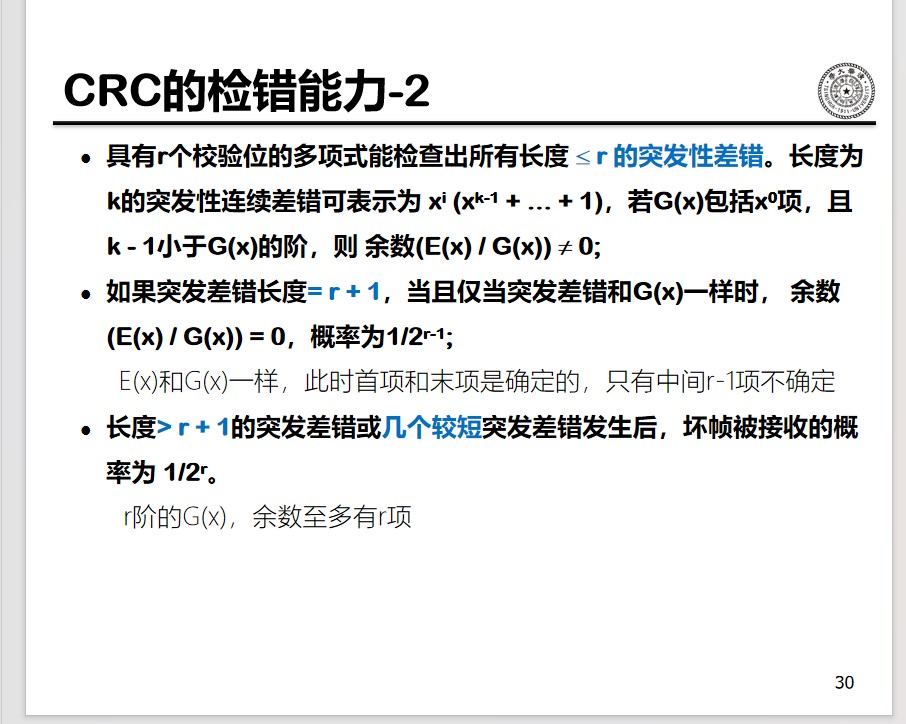 CRC的检错能力-2
• 具有r个校验位的多项式能检查出所有长度 ≤ r 的突发性差错。长度为
k的突发性连续差错可表示为 xⁱ (xᵏ⁻¹ + … + 1)，若G(x)包括x⁰项，且
k - 1小于G(x)的阶，则 余数(E(x) / G(x)) ≠ 0;
• 如果突发差错长度= r + 1，当且仅当突发差错和G(x)一样时， 余数
(E(x) / G(x)) = 0，概率为1/2ʳ⁻¹;
E(x)和G(x)一样，此时首项和末项是确定的，只有中间r-1项不确定
• 长度> r + 1的突发差错或几个较短突发差错发生后，坏帧被接收的概
率为 1/2ʳ。
r阶的G(x)，余数至多有r项
30